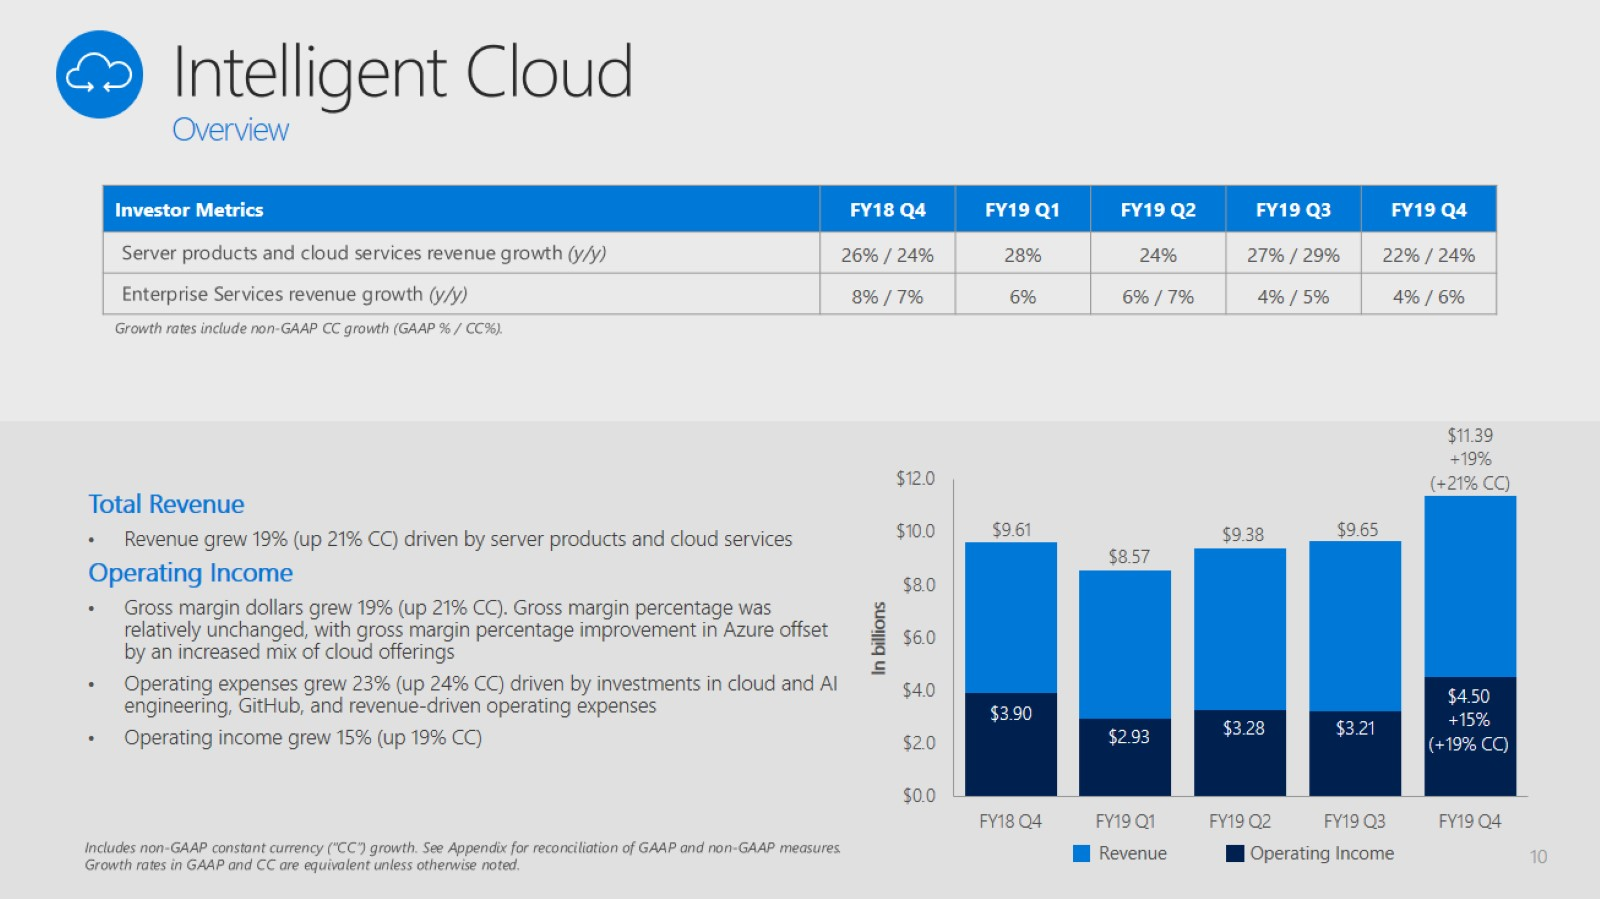 Intelligent Cloud
Overview
Investor Metrics FY18 Q4 FY19 Q1 FY19 Q2 FY19 Q3 FY19 Q4
Server products and cloud services revenue growth (y/y) 26% / 24% 28% 24% 27% / 29% 22% / 24%
Enterprise Services revenue growth (y/y) 8% / 7% 6% 6% / 7% 4% / 5% 4% / 6%
Growth rates include non-GAAP CC growth (GAAP % / CC%).
Total Revenue
• Revenue grew 19% (up 21% CC) driven by server products and cloud services
Operating Income
• Gross margin dollars grew 19% (up 21% CC). Gross margin percentage was
relatively unchanged, with gross margin percentage improvement in Azure offset
by an increased mix of cloud offerings
• Operating expenses grew 23% (up 24% CC) driven by investments in cloud and AI
engineering, GitHub, and revenue-driven operating expenses
• Operating income grew 15% (up 19% CC)
Includes non-GAAP constant currency ("CC") growth. See Appendix for reconciliation of GAAP and non-GAAP measures.
Growth rates in GAAP and CC are equivalent unless otherwise noted.
In billions
$12.0
$10.0
$8.0
$6.0
$4.0
$2.0
$0.0
$9.61
$8.57
$9.38
$9.65
$11.39
+19%
(+21% CC)
$3.90
$2.93
$3.28
$3.21
$4.50
+15%
(+19% CC)
FY18 Q4 FY19 Q1 FY19 Q2 FY19 Q3 FY19 Q4
Revenue Operating Income
10